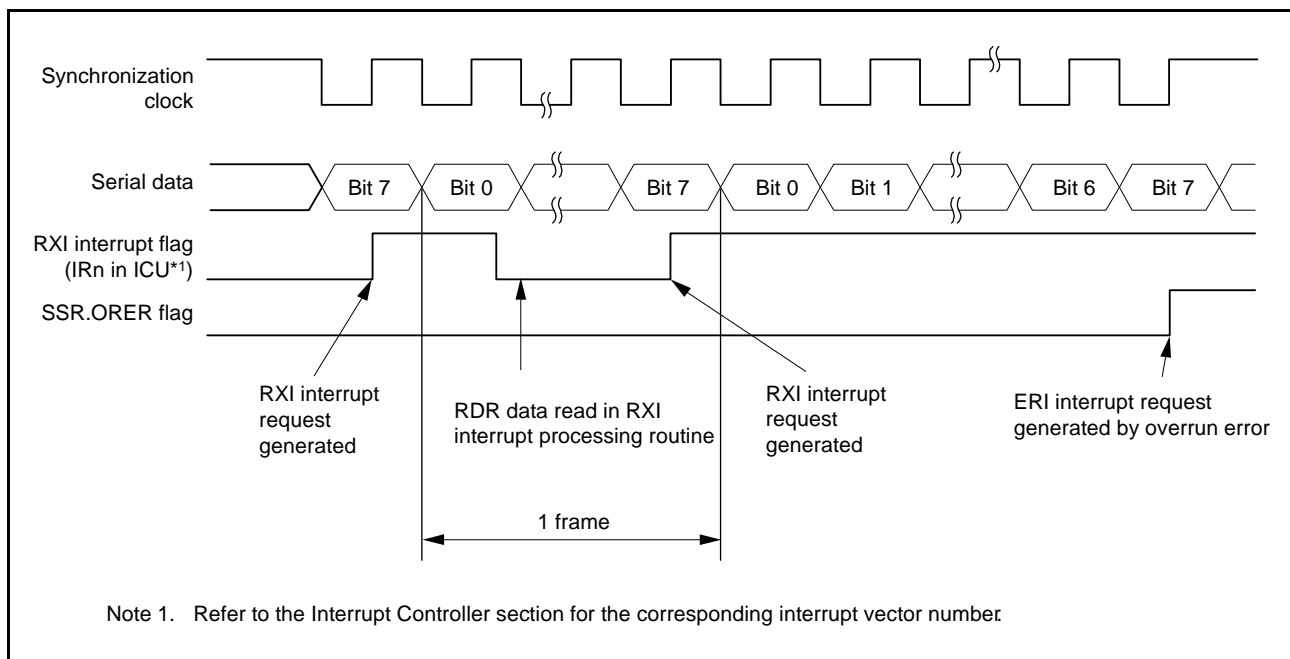 Synchronization
clock
Serial data
Bit 7
Bit 0
Bit 7
Bit 0
Bit 1
Bit 6
Bit 7
RXI interrupt flag
(IRn in ICU*1)
SSR.ORER flag
RXI interrupt
request
generated
RDR data read in RXI
interrupt processing routine
RXI interrupt
request
generated
ERI interrupt request
generated by overrun error
1 frame
Note 1. Refer to the Interrupt Controller section for the corresponding interrupt vector number.